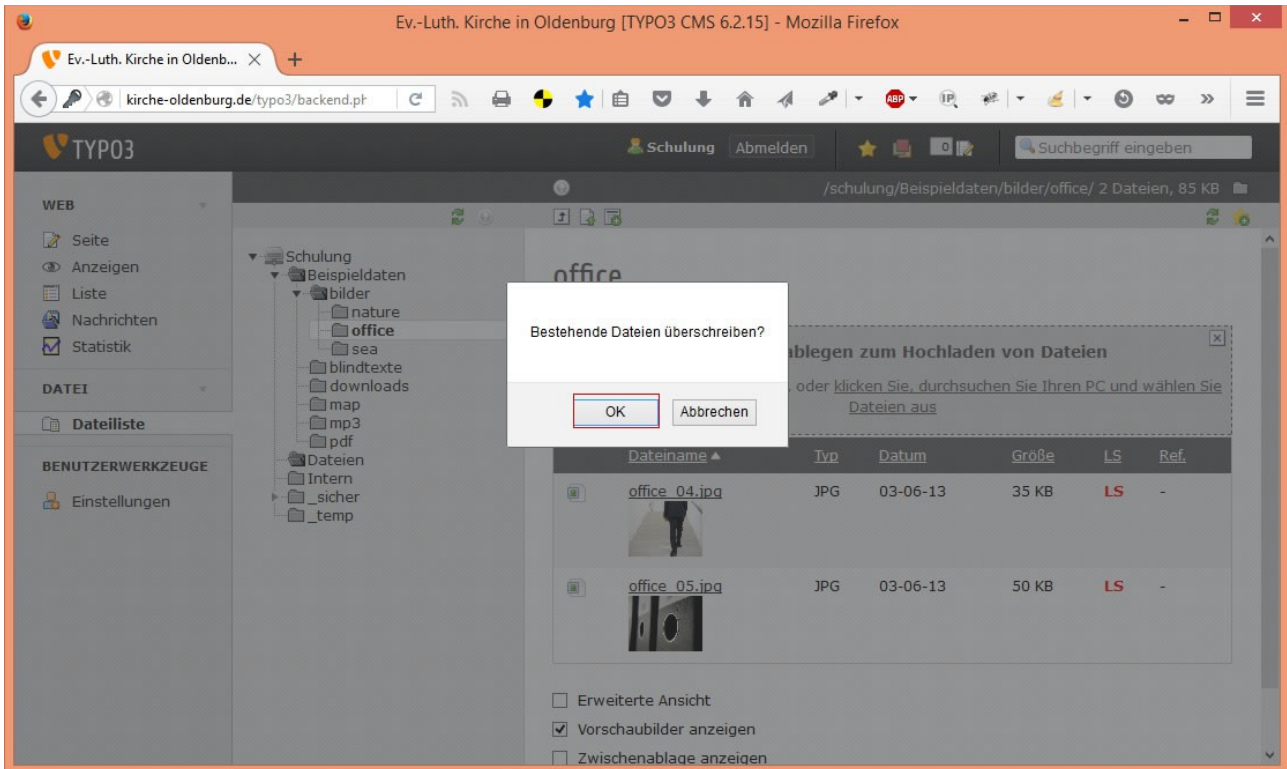 Ev.-Luth. Kirche in Oldenburg [TYPO3 CMS 6.2.15] - Mozilla Firefox
Ev.-Luth. Kirche in Oldenb...
kirche-oldenburg.de/typo3/backend.ph
ABP
IP
TYPO3
Schulung
Abmelden
0
Suchbegriff eingeben
/schulung/Beispieldaten/bilder/office/ 2 Dateien, 85 KB
WEB
Seite
Anzeigen
Liste
Nachrichten
Statistik
DATEI
Dateiliste
BENUTZERWERKZEUGE
Einstellungen
Schulung
Beispieldaten
bilder
nature
office
sea
blindtexte
downloads
map
mp3
pdf
Dateien
Intern
_sicher
_temp
office
Bestehende Dateien überschreiben?
OK
Abbrechen
ablegen zum Hochladen von Dateien
, oder klicken Sie, durchsuchen Sie Ihren PC und wählen Sie
Dateien aus
Dateiname Typ Datum Größe LS Ref.
office_04.jpg JPG 03-06-13 35 KB LS -
office_05.jpg JPG 03-06-13 50 KB LS -
Erweiterte Ansicht
Vorschaubilder anzeigen
Zwischenablage anzeigen